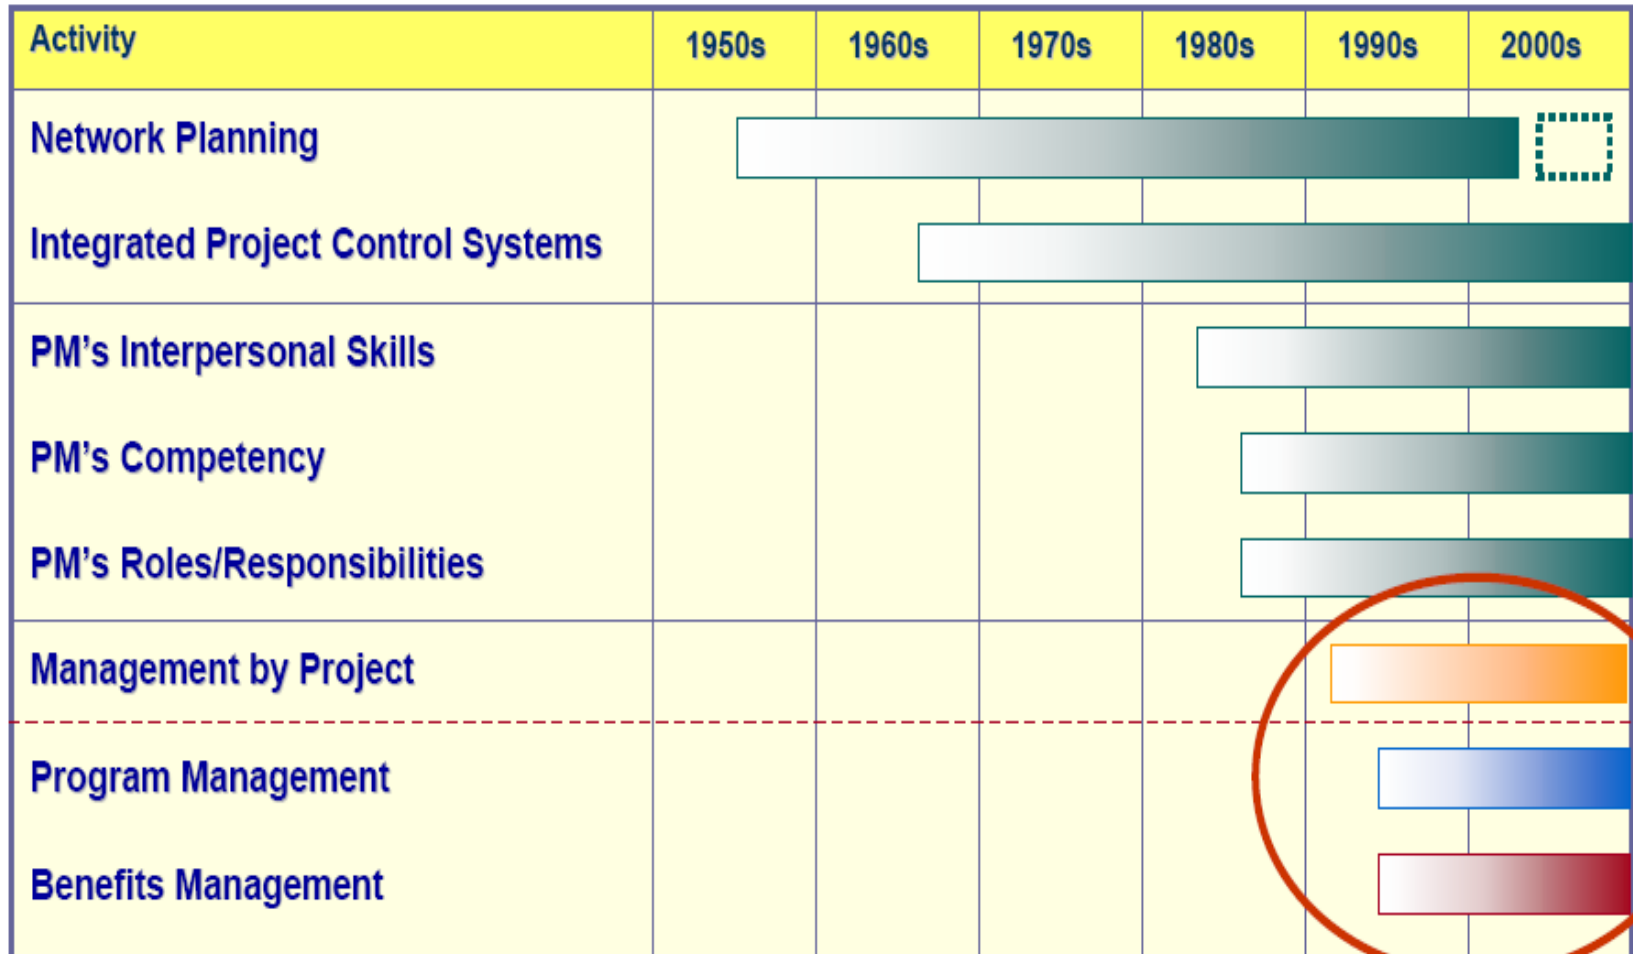 Activity 1950s 1960s 1970s 1980s 1990s 2000s
Network Planning
Integrated Project Control Systems
PM’s Interpersonal Skills
PM’s Competency
PM’s Roles/Responsibilities
Management by Project
Program Management
Benefits Management